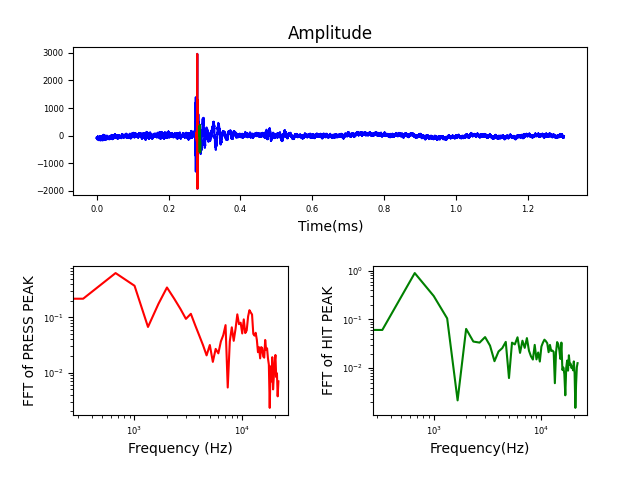 Amplitude
3000
2000
1000
0
−1000
−2000
0.0 0.2 0.4 0.6 0.8 1.0 1.2
Time(ms)
FFT of PRESS PEAK
10⁻¹
10⁻²
10³ 10⁴
Frequency (Hz)
FFT of HIT PEAK
10⁰
10⁻¹
10⁻²
10³ 10⁴
Frequency(Hz)